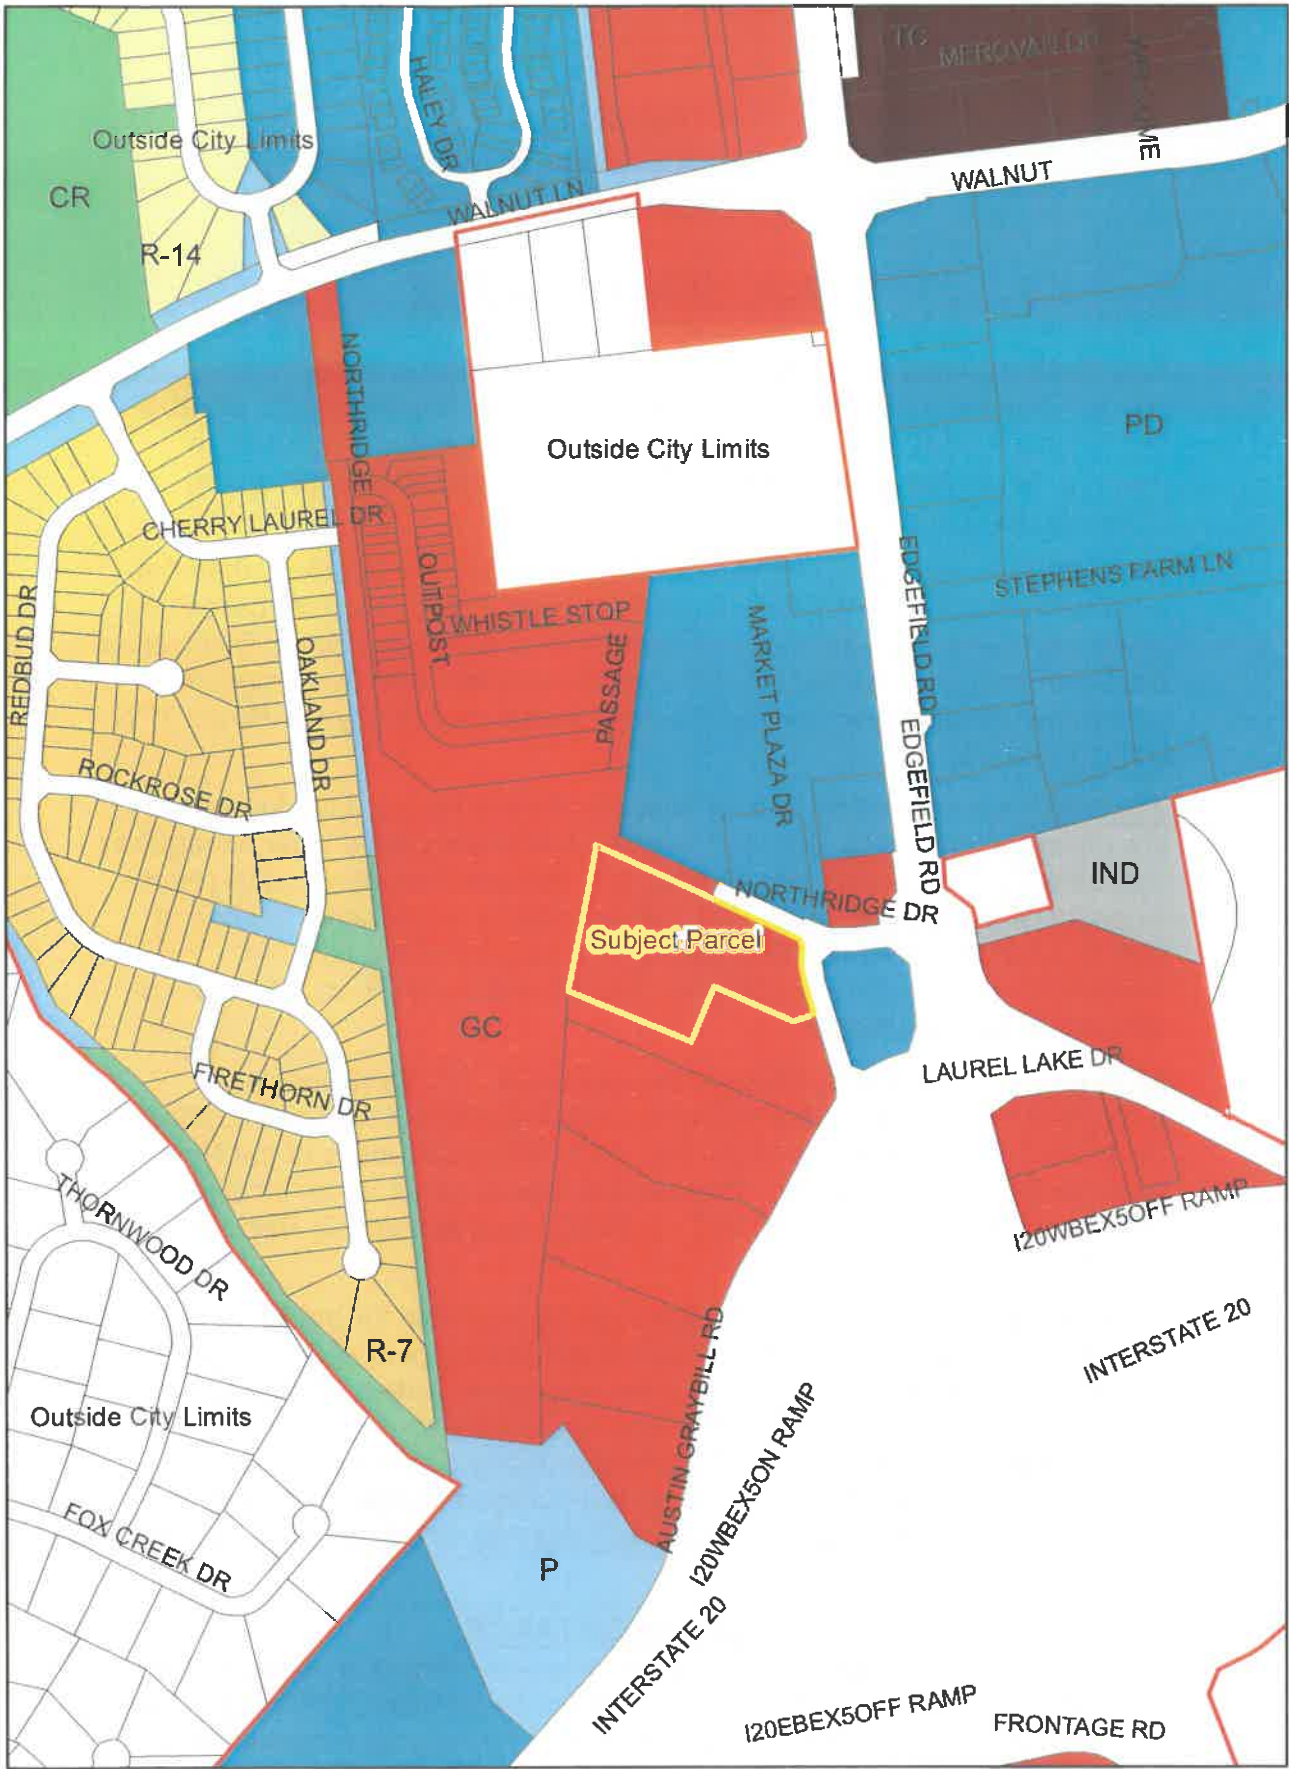 TC
MEROVAN DR
HALEY DR
Outside City Limits
CR
WALNUT
WALNUT LN
R-14
NORTHRIDGE
Outside City Limits
PD
CHERRY LAUREL DR
OUTPOST
EDGEFIELD RD
STEPHENS FARM LN
REDBUD DR
WHISTLE STOP
PASSAGE
MARKET PLAZA DR
OAKLAND DR
EDGEFIELD RD
ROCKROSE DR
IND
NORTHRIDGE DR
Subject Parcel
GC
LAUREL LAKE DR
FIRETHORN DR
THORNWOOD DR
I20WBEX5OFF RAMP
INTERSTATE 20
R-7
AUSTIN GRAYBILL RD
Outside City Limits
I20WBEX5ON RAMP
FOX CREEK DR
P
INTERSTATE 20
I20EBEX5OFF RAMP
FRONTAGE RD